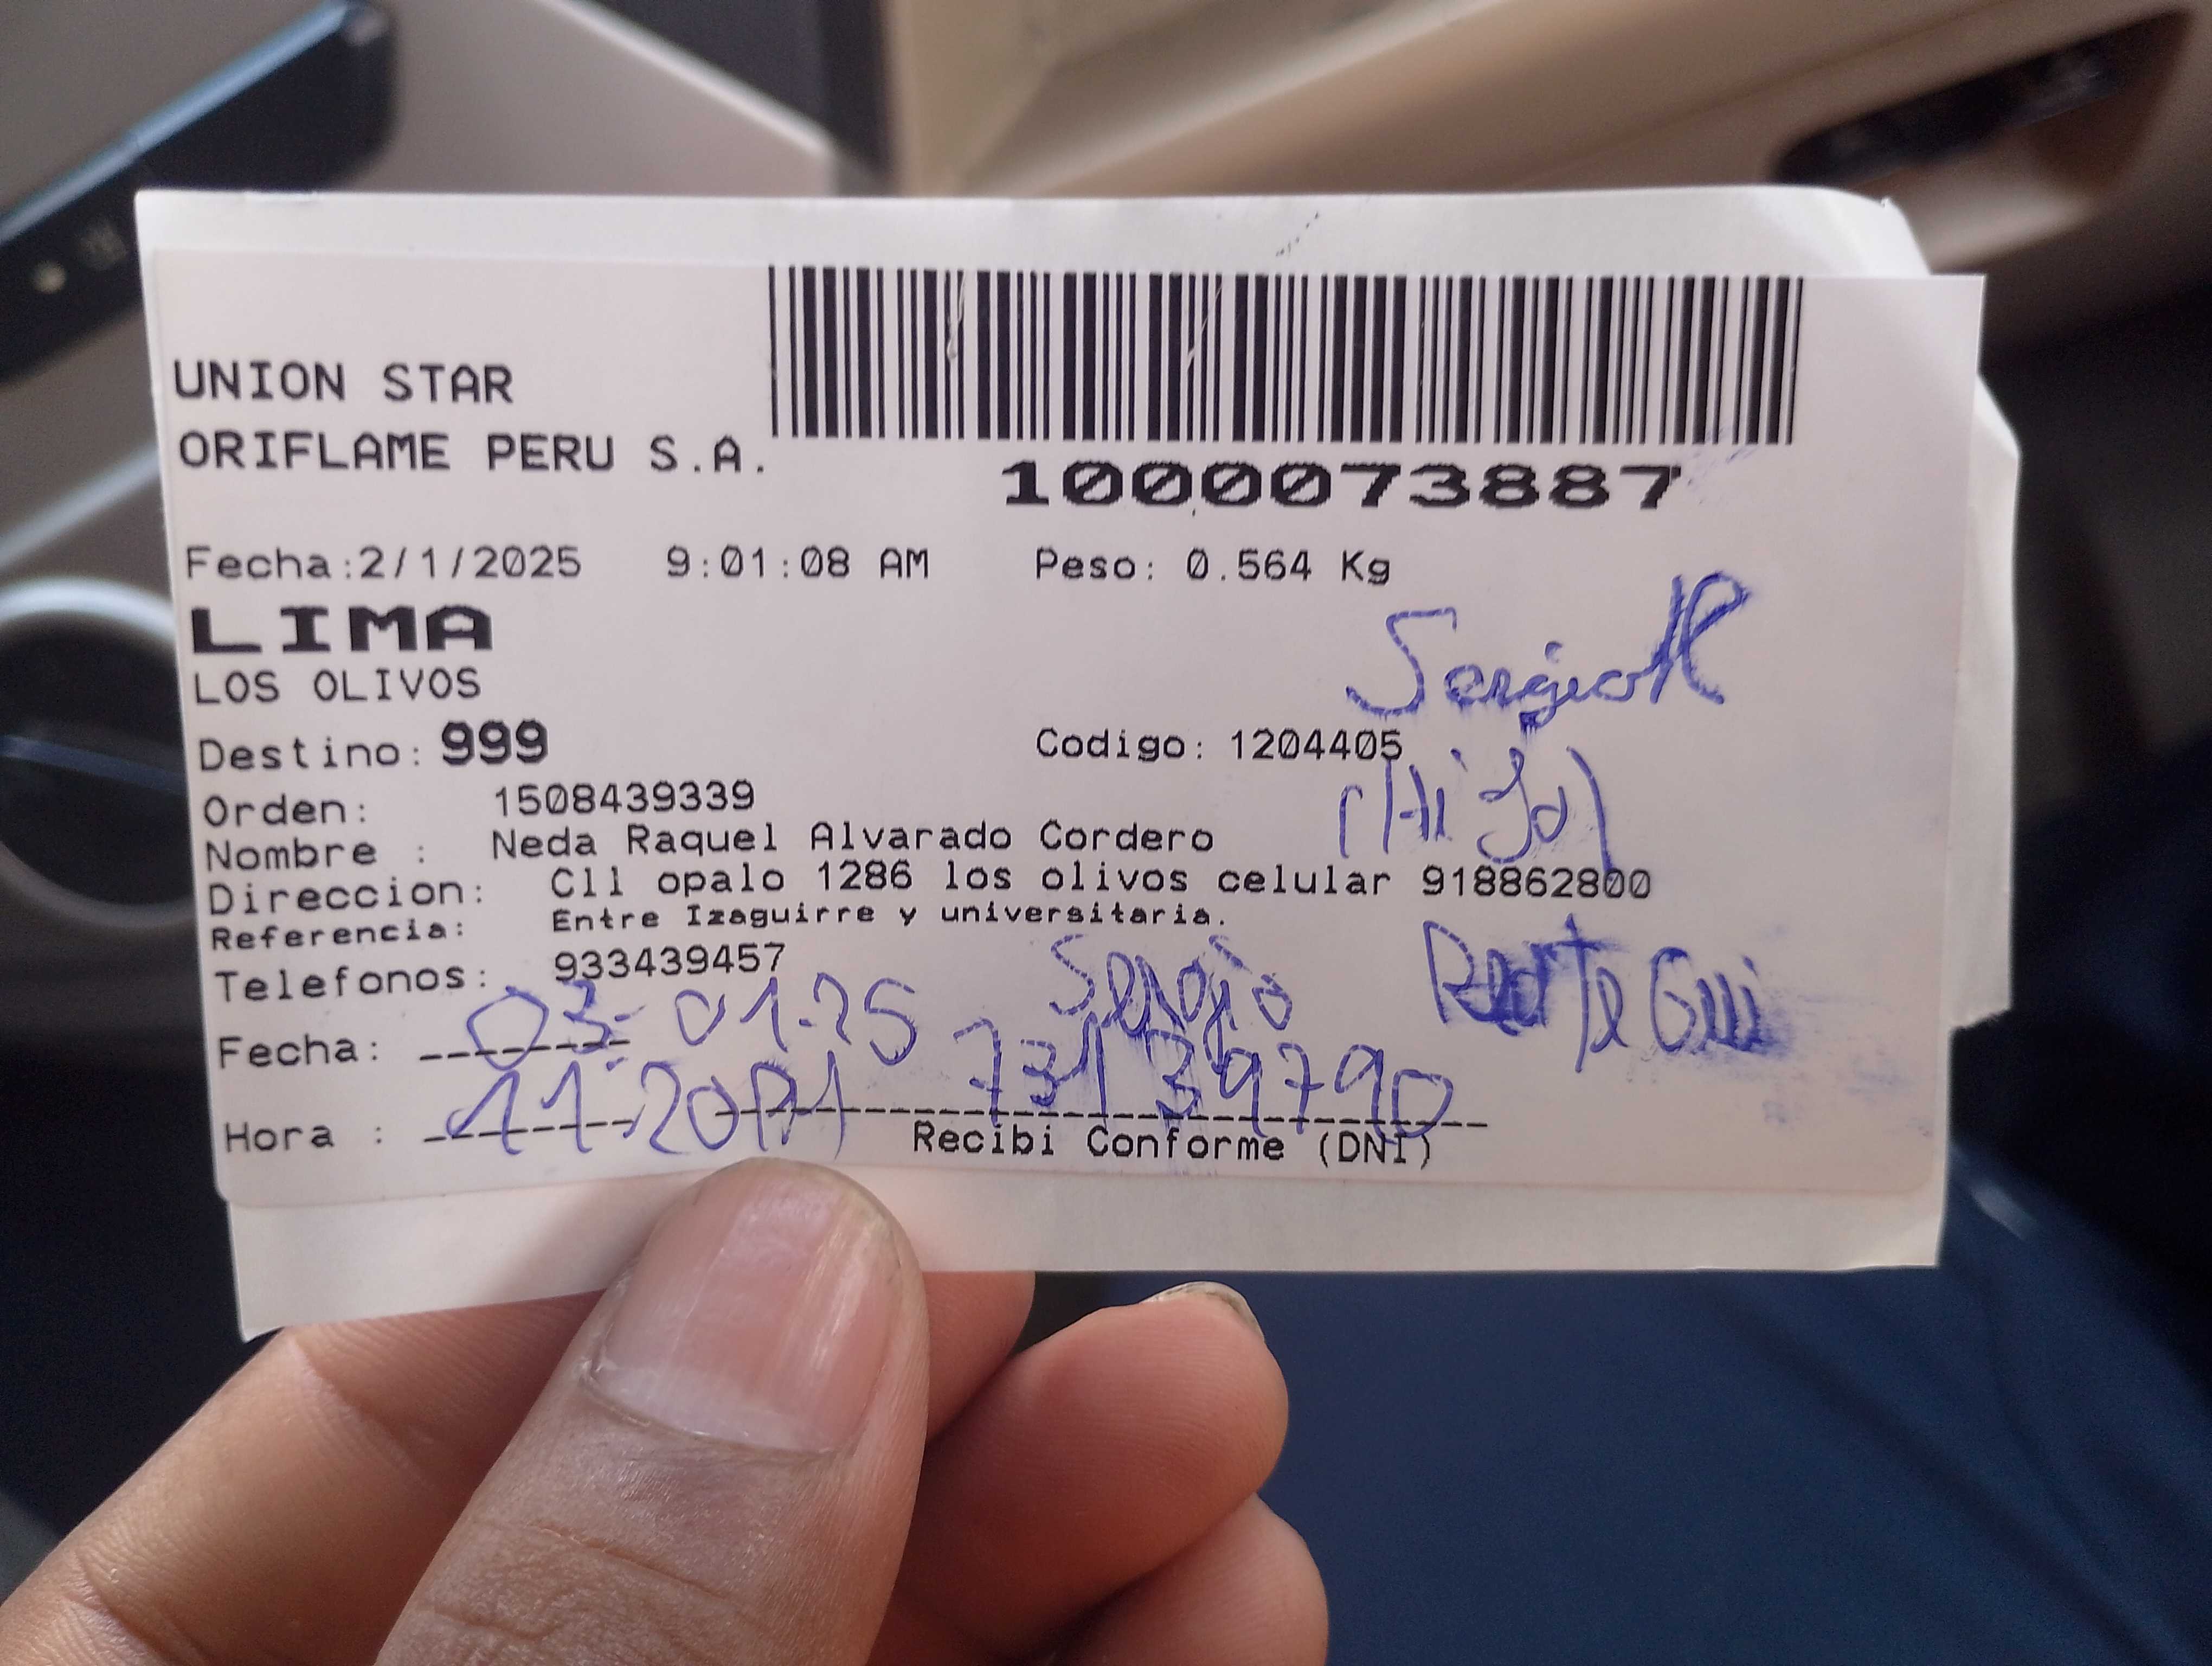 UNION STAR
ORIFLAME PERU S.A.
1000073887
Fecha:2/1/2025 9:01:08 AM Peso: 0.564 Kg
LIMA
LOS OLIVOS
Sergio R
Destino: 999 Codigo: 1204405
(Hijo)
Orden: 1508439339
Nombre : Neda Raquel Alvarado Cordero
Direccion: Cll opalo 1286 los olivos celular 918862800
Referencia: Entre Izaguirre y universitaria.
Telefonos: 933439457
Sergio
Fecha: 03-01-25
Hora : 11:20
Recibi Conforme (DNI)